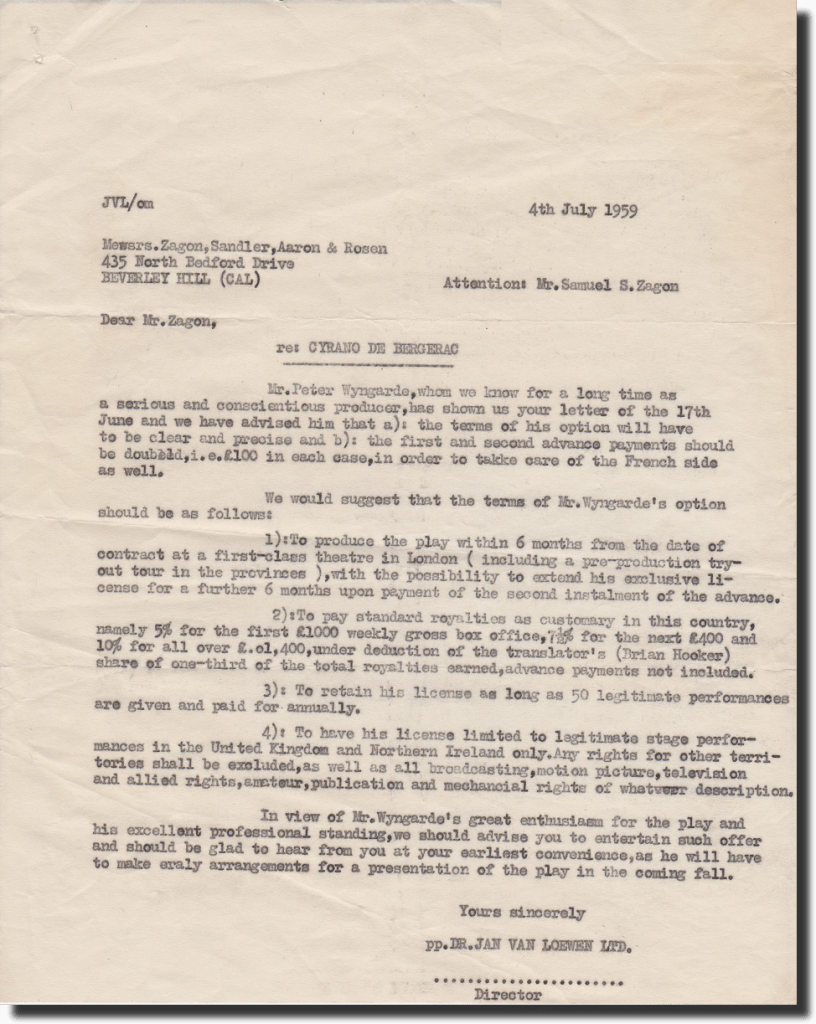 JVL/om
4th July 1959
Messrs.Zagon,Sandler,Aaron & Rosen
435 North Bedford Drive
BEVERLEY HILL (CAL)
Attention: Mr.Samuel S.Zagon
Dear Mr.Zagon,
re: CYRANO DE BERGERAC
Mr.Peter Wyngarde,whom we know for a long time as
a serious and conscientious producer,has shown us your letter of the 17th
June and we have advised him that a): the terms of his option will have
to be clear and precise and b): the first and second advance payments should
be doubled,i.e.£100 in each case,in order to takke care of the French side
as well.
We would suggest that the terms of Mr.Wyngarde's option
should be as follows:
1):To produce the play within 6 months from the date of
contract at a first-class theatre in London ( including a pre-production try-
out tour in the provinces ),with the possibility to extend his exclusive li-
cense for a further 6 months upon payment of the second instalment of the advance.
2):To pay standard royalties as customary in this country,
namely 5% for the first £1000 weekly gross box office,7½% for the next £400 and
10% for all over £.ol,400,under deduction of the translator's (Brian Hooker)
share of one-third of the total royalties earned,advance payments not included.
3): To retain his license as long as 50 legitimate performances
are given and paid for annually.
4): To have his license limited to legitimate stage perfor-
mances in the United Kingdom and Northern Ireland only.Any rights for other terri-
tories shall be excluded,as well as all broadcasting,motion picture,television
and allied rights,amateur,publication and mechancial rights of whatever description.
In view of Mr.Wyngarde's great enthusiasm for the play and
his excellent professional standing,we should advise you to entertain such offer
and should be glad to hear from you at your earliest convenience,as he will have
to make eraly arrangements for a presentation of the play in the coming fall.
Yours sincerely
pp.DR.JAN VAN LOEWEN LTD.
.......................
Director